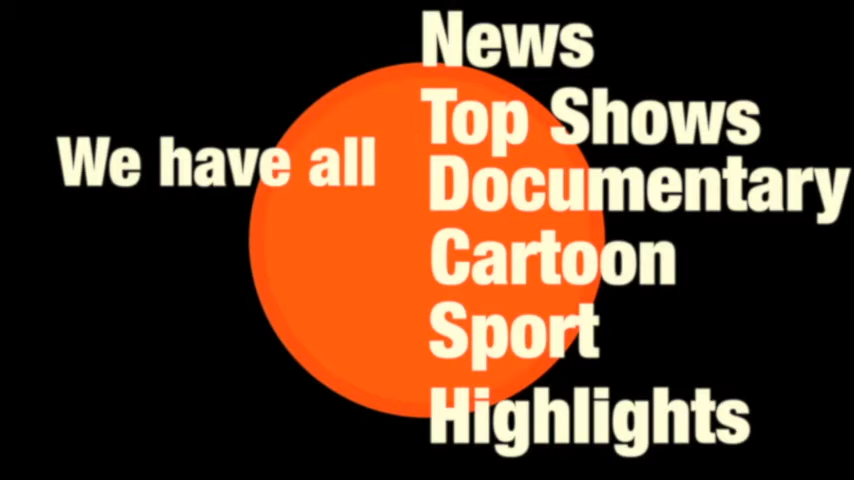 We have all
News
Top Shows
Documentary
Cartoon
Sport
Highlights